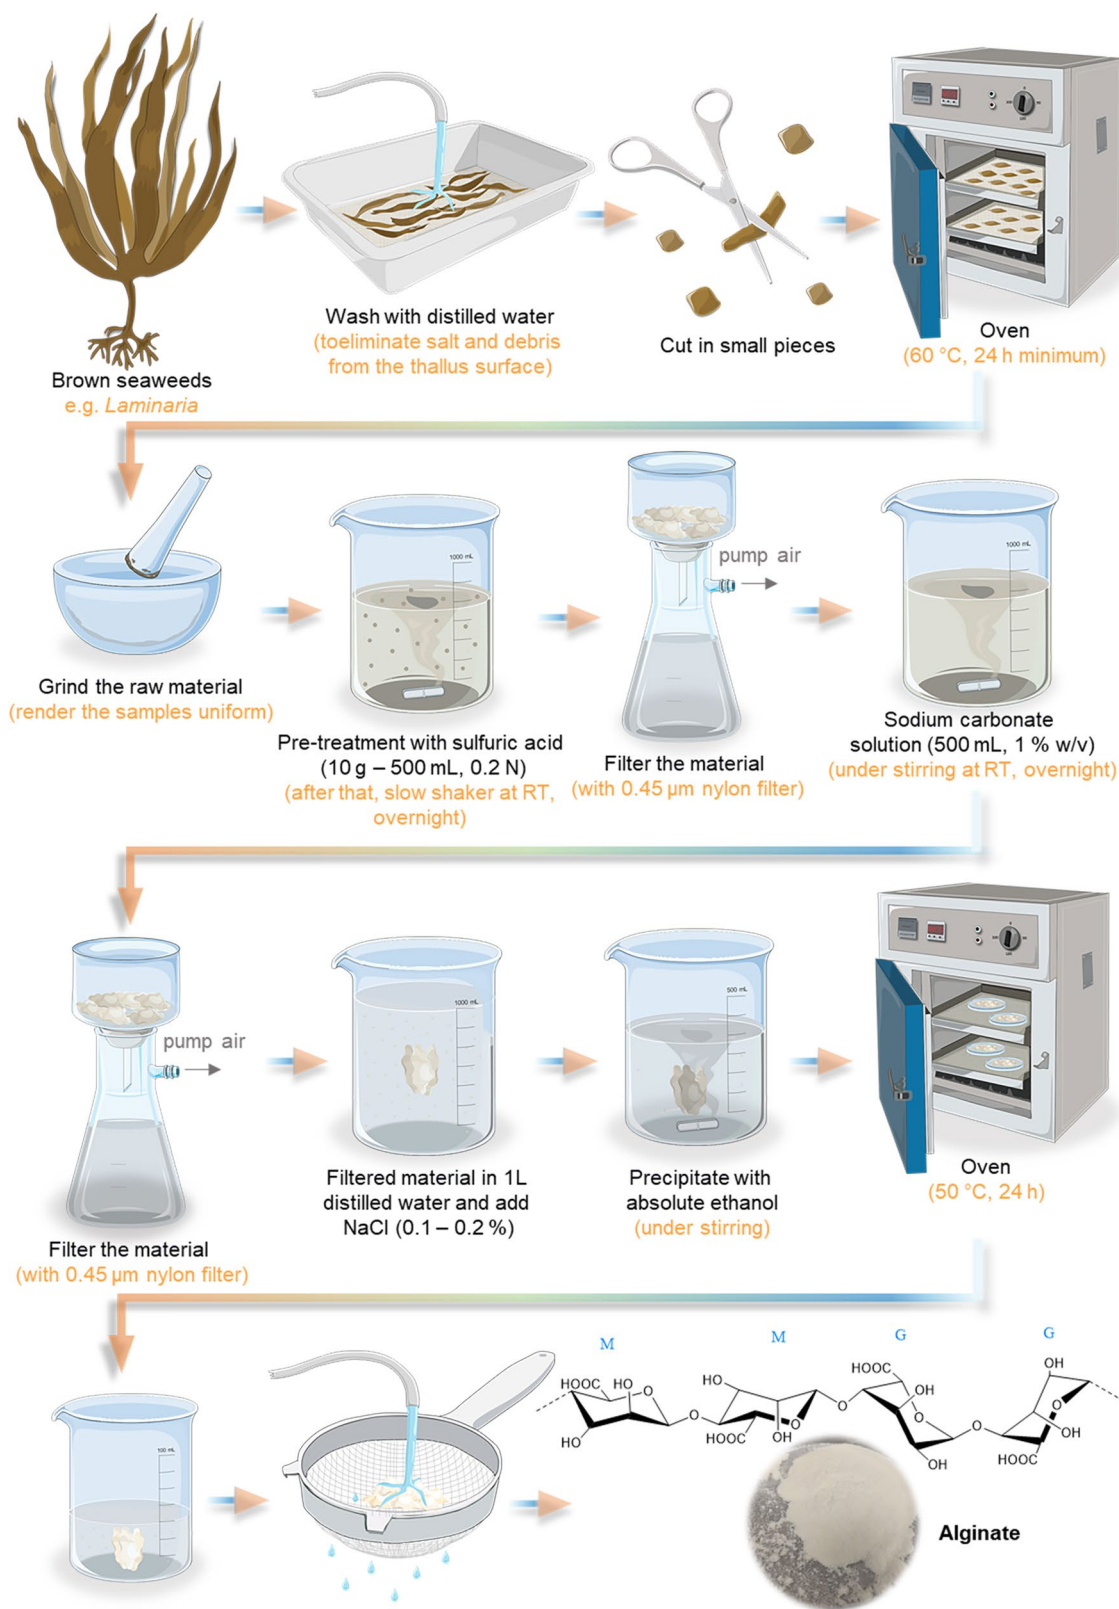 Brown seaweeds
e.g. Laminaria
Wash with distilled water
(toeliminate salt and debris
from the thallus surface)
Cut in small pieces
Oven
(60 °C, 24 h minimum)
Grind the raw material
(render the samples uniform)
1000 mL
Pre-treatment with sulfuric acid
(10 g – 500 mL, 0.2 N)
(after that, slow shaker at RT,
overnight)
pump air
Filter the material
(with 0.45 µm nylon filter)
1000 mL
Sodium carbonate
solution (500 mL, 1 % w/v)
(under stirring at RT, overnight)
pump air
Filter the material
(with 0.45 µm nylon filter)
1000 mL
Filtered material in 1L
distilled water and add
NaCl (0.1 – 0.2 %)
500 mL
Precipitate with
absolute ethanol
(under stirring)
Oven
(50 °C, 24 h)
100 mL
M
M
G
G
HOOC
HO
O
HO
OH
O
HO
O
HOOC
OH
O
HOOC
OH
O
OH
O
OH
O
OH
HOOC
OH
Alginate